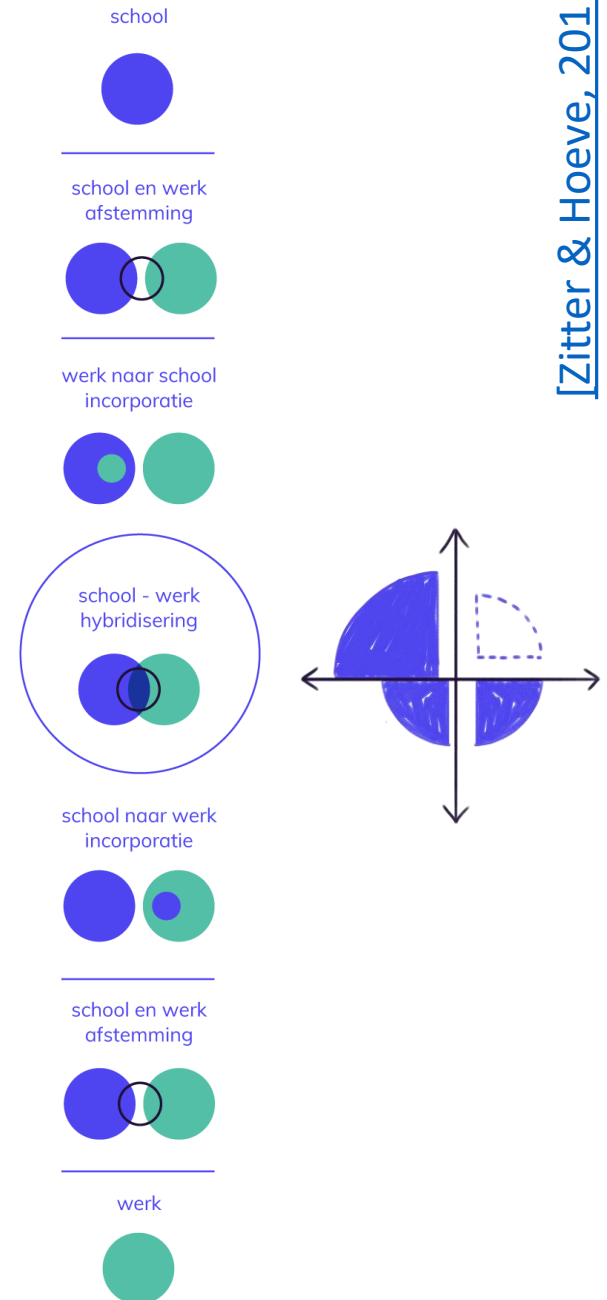 school
school en werk
afstemming
werk naar school
incorporatie
school - werk
hybridisering
school naar werk
incorporatie
school en werk
afstemming
werk
[Zitter & Hoeve, 201